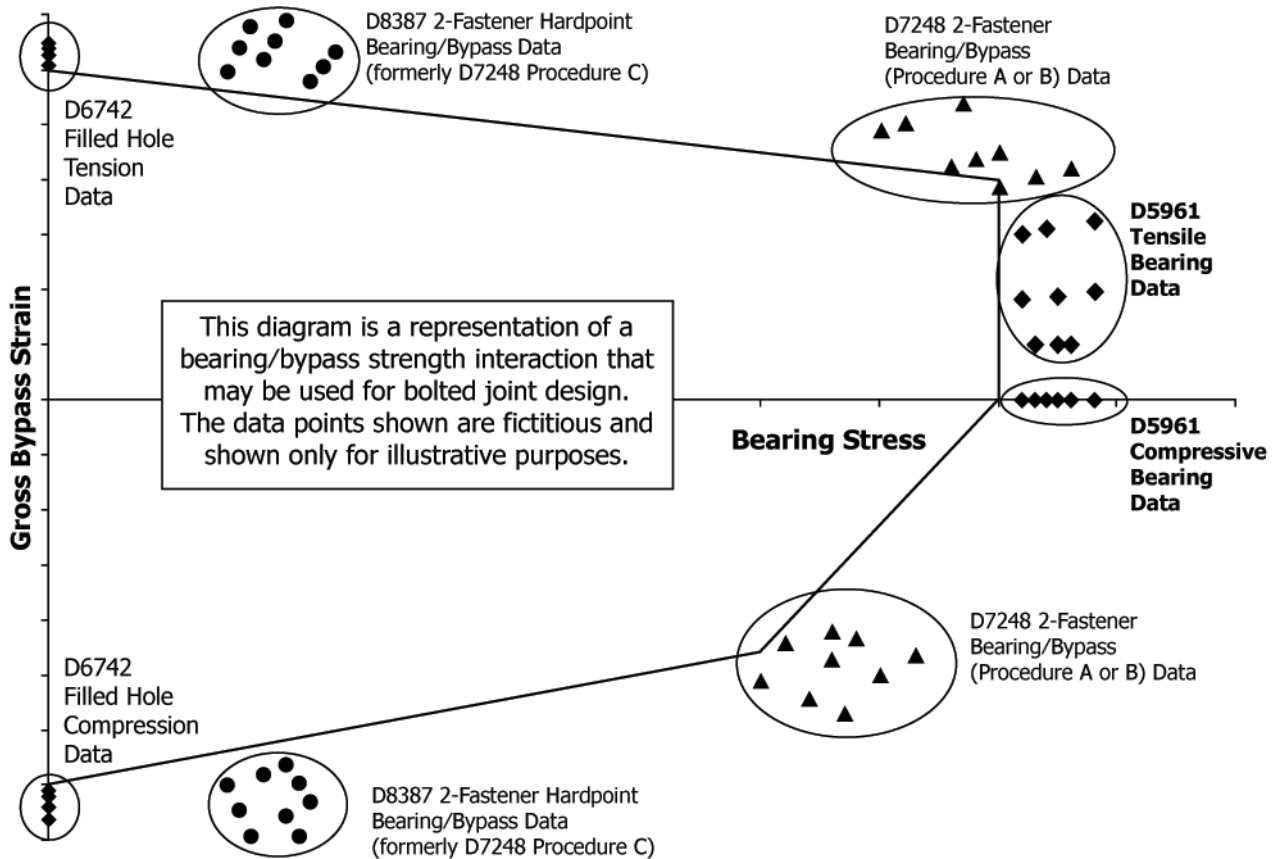 D8387 2-Fastener Hardpoint
Bearing/Bypass Data
(formerly D7248 Procedure C)
D7248 2-Fastener
Bearing/Bypass
(Procedure A or B) Data
D6742
Filled Hole
Tension
Data
D5961
Tensile
Bearing
Data
Gross Bypass Strain
This diagram is a representation of a
bearing/bypass strength interaction that
may be used for bolted joint design.
The data points shown are fictitious and
shown only for illustrative purposes.
Bearing Stress
D5961
Compressive
Bearing
Data
D7248 2-Fastener
Bearing/Bypass
(Procedure A or B) Data
D6742
Filled Hole
Compression
Data
D8387 2-Fastener Hardpoint
Bearing/Bypass Data
(formerly D7248 Procedure C)